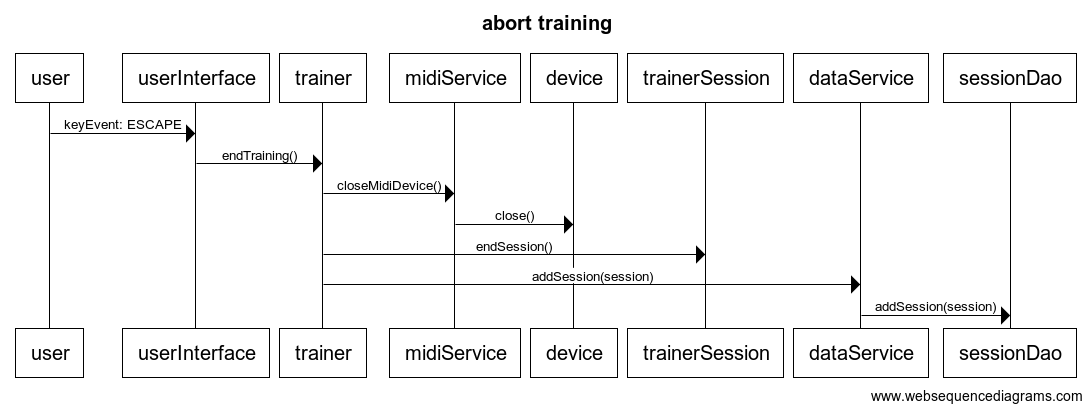 abort training
user userInterface trainer midiService device trainerSession dataService sessionDao
keyEvent: ESCAPE
endTraining()
closeMidiDevice()
close()
endSession()
addSession(session)
addSession(session)
user userInterface trainer midiService device trainerSession dataService sessionDao
www.websequencediagrams.com